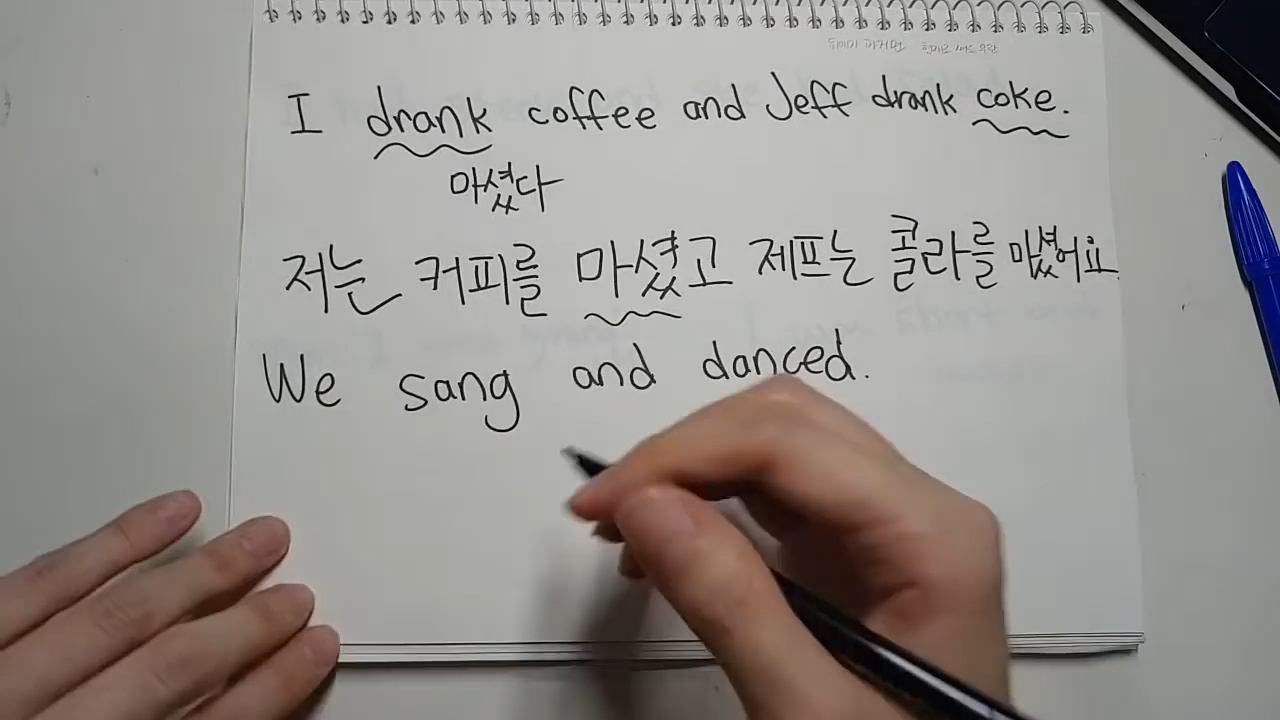 I drank coffee and Jeff drank coke.
마셨다
저는 커피를 마셨고 제프는 콜라를 마셨어요
We sang and danced.